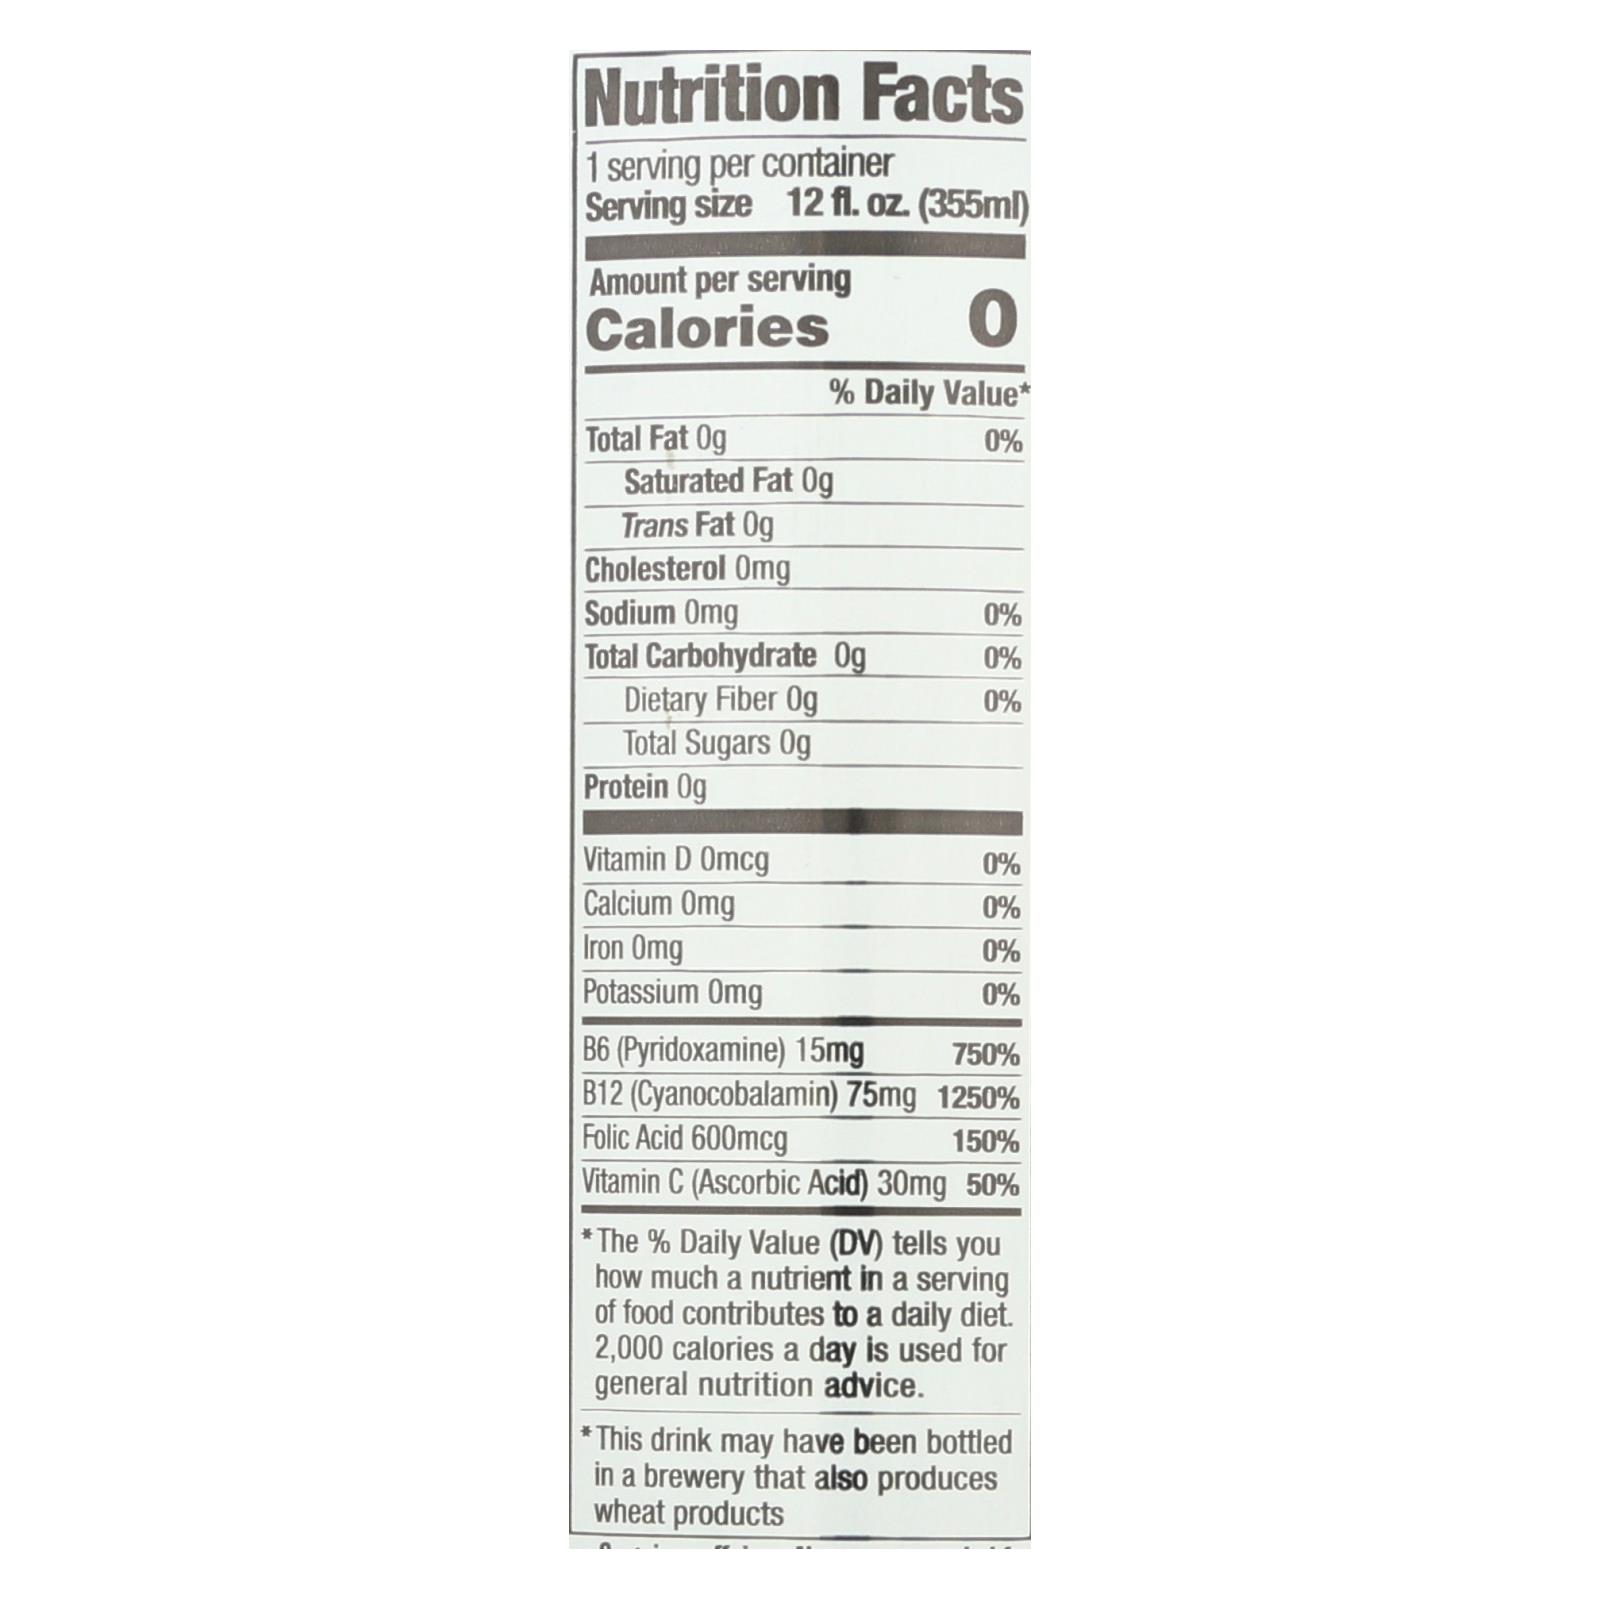 Nutrition Facts
1 serving per container
Serving size 12 fl. oz. (355ml)
Amount per serving
Calories 0
% Daily Value*
Total Fat 0g 0%
Saturated Fat 0g
Trans Fat 0g
Cholesterol 0mg
Sodium 0mg 0%
Total Carbohydrate 0g 0%
Dietary Fiber 0g 0%
Total Sugars 0g
Protein 0g
Vitamin D 0mcg 0%
Calcium 0mg 0%
Iron 0mg 0%
Potassium 0mg 0%
B6 (Pyridoxamine) 15mg 750%
B12 (Cyanocobalamin) 75mg 1250%
Folic Acid 600mcg 150%
Vitamin C (Ascorbic Acid) 30mg 50%
*The % Daily Value (DV) tells you
how much a nutrient in a serving
of food contributes to a daily diet.
2,000 calories a day is used for
general nutrition advice.
*This drink may have been bottled
in a brewery that also produces
wheat products